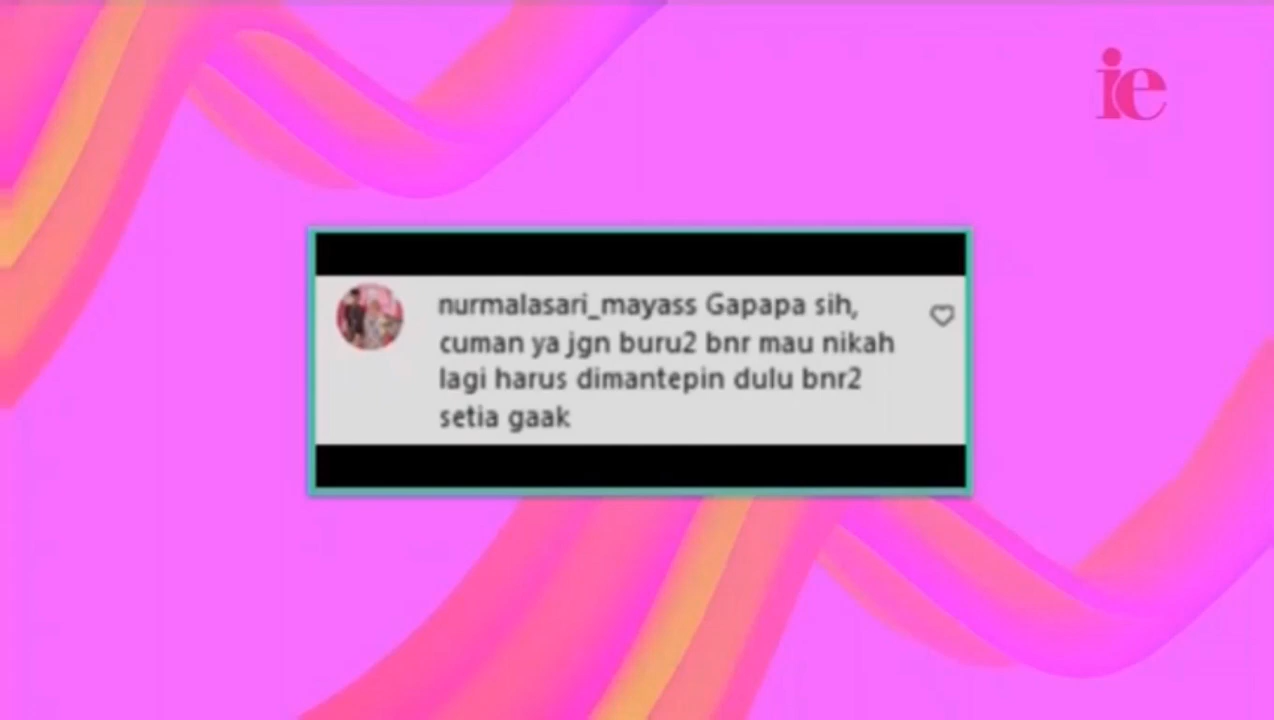 ie
nurmalasari_mayass Gapapa sih,
cuman ya jgn buru2 bnr mau nikah
lagi harus dimantepin dulu bnr2
setia gaak